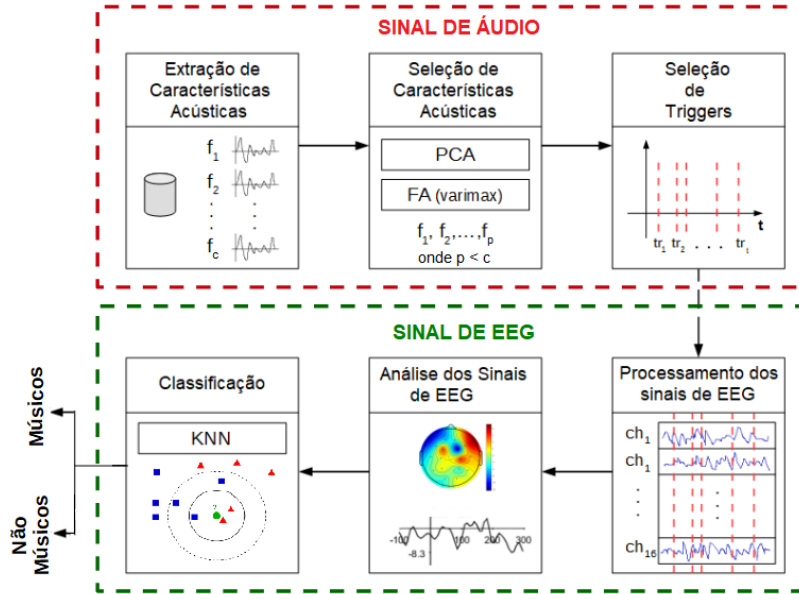 SINAL DE ÁUDIO
Extração de
Características
Acústicas
f1
f2
fc
Seleção de
Características
Acústicas
PCA
FA (varimax)
f1, f2,...,fp
onde p < c
Seleção
de
Triggers
t
tr1 tr2 . . . trt
SINAL DE EEG
Classificação
KNN
?
Análise dos Sinais
de EEG
-100 100 200 300
-8.3
Processamento dos
sinais de EEG
ch1
ch1
ch16
Músicos
Não
Músicos